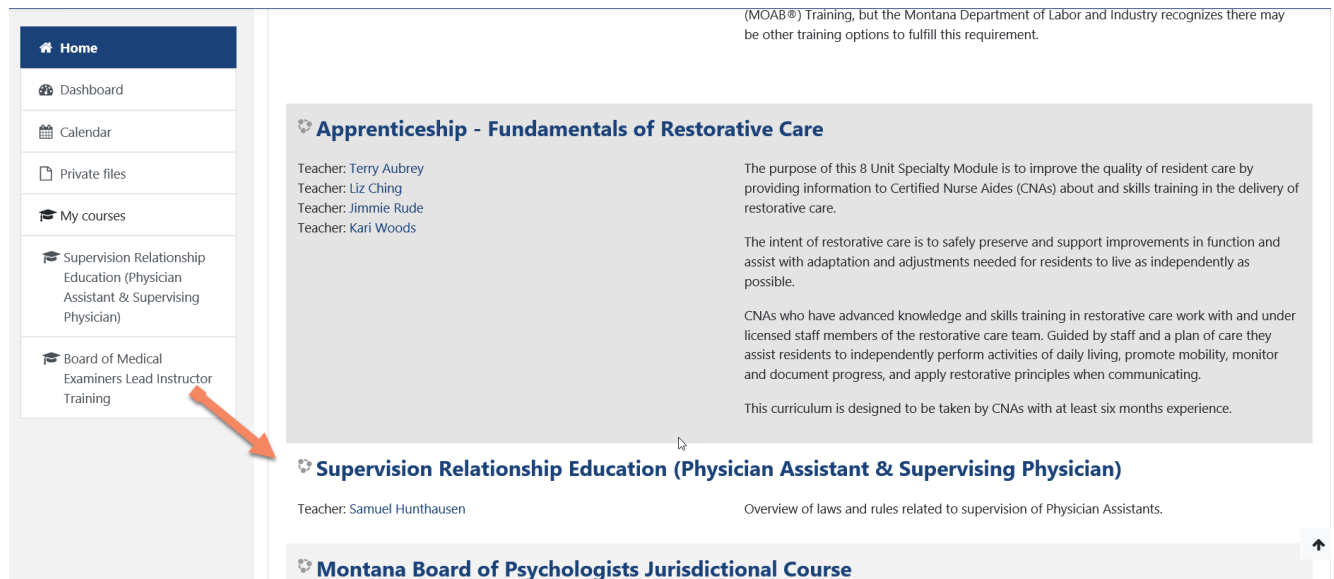 Home
Dashboard
Calendar
Private files
My courses
Supervision Relationship
Education (Physician
Assistant & Supervising
Physician)
Board of Medical
Examiners Lead Instructor
Training
(MOAB®) Training, but the Montana Department of Labor and Industry recognizes there may
be other training options to fulfill this requirement.
Apprenticeship - Fundamentals of Restorative Care
Teacher: Terry Aubrey
Teacher: Liz Ching
Teacher: Jimmie Rude
Teacher: Kari Woods
The purpose of this 8 Unit Specialty Module is to improve the quality of resident care by
providing information to Certified Nurse Aides (CNAs) about and skills training in the delivery of
restorative care.
The intent of restorative care is to safely preserve and support improvements in function and
assist with adaptation and adjustments needed for residents to live as independently as
possible.
CNAs who have advanced knowledge and skills training in restorative care work with and under
licensed staff members of the restorative care team. Guided by staff and a plan of care they
assist residents to independently perform activities of daily living, promote mobility, monitor
and document progress, and apply restorative principles when communicating.
This curriculum is designed to be taken by CNAs with at least six months experience.
Supervision Relationship Education (Physician Assistant & Supervising Physician)
Teacher: Samuel Hunthausen
Overview of laws and rules related to supervision of Physician Assistants.
Montana Board of Psychologists Jurisdictional Course